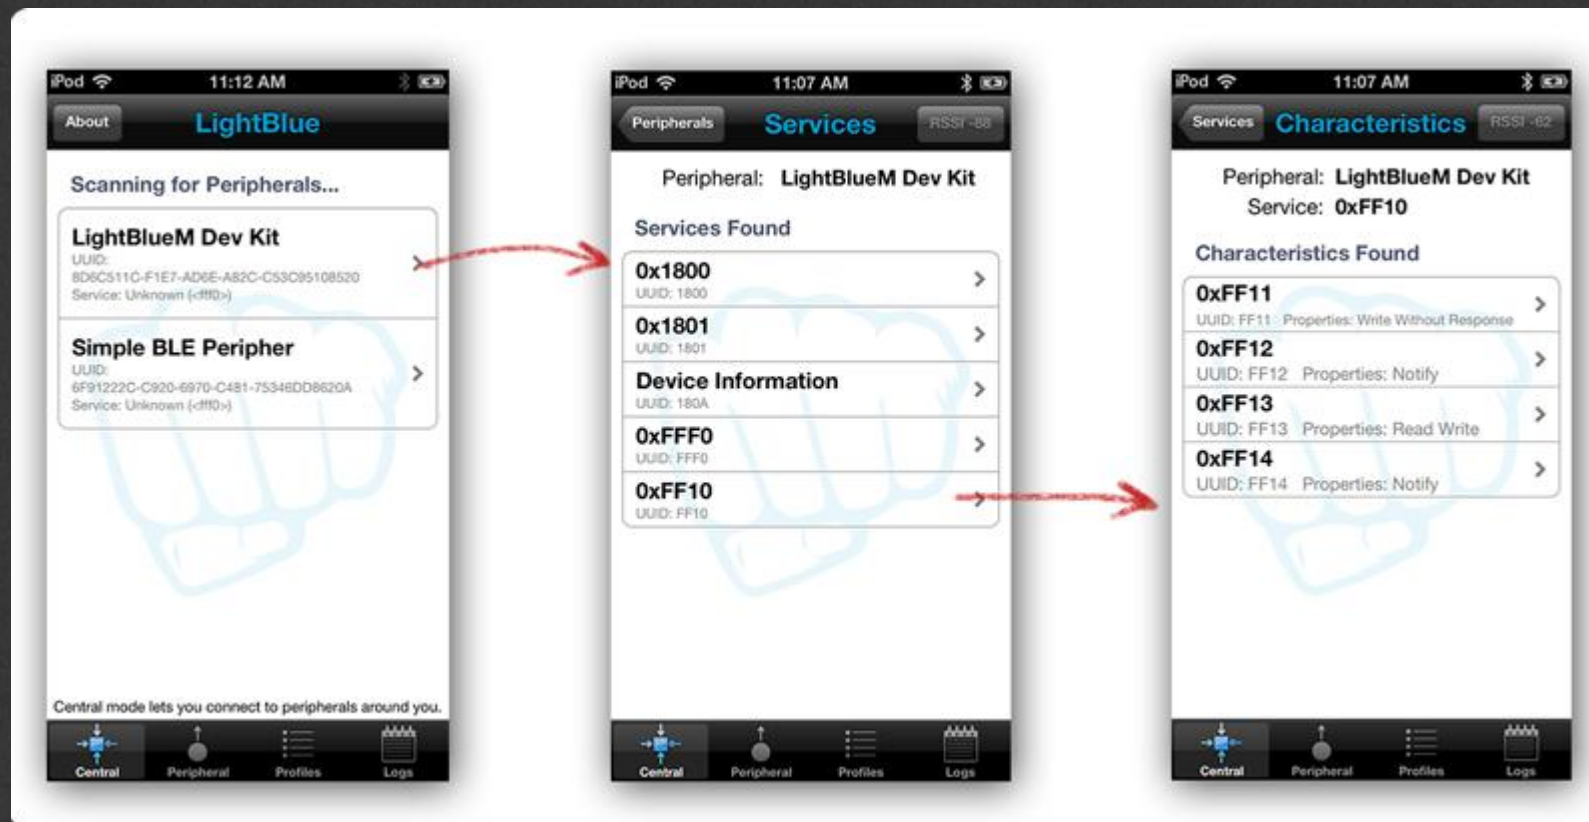 iPod 11:12 AM
About LightBlue
Scanning for Peripherals...
LightBlueM Dev Kit
UUID:
8D6C511C-F1E7-AD6E-A82C-C53C95108520
Service: Unknown (<fff0>)
Simple BLE Peripher
UUID:
6F91222C-C920-6970-C481-75346DD8620A
Service: Unknown (<fff0>)
Central mode lets you connect to peripherals around you.
Central Peripheral Profiles Logs
iPod 11:07 AM
Peripherals Services RSSI -88
Peripheral: LightBlueM Dev Kit
Services Found
0x1800
UUID: 1800
0x1801
UUID: 1801
Device Information
UUID: 180A
0xFFF0
UUID: FFF0
0xFF10
UUID: FF10
Central Peripheral Profiles Logs
iPod 11:07 AM
Services Characteristics RSSI -62
Peripheral: LightBlueM Dev Kit
Service: 0xFF10
Characteristics Found
0xFF11
UUID: FF11 Properties: Write Without Response
0xFF12
UUID: FF12 Properties: Notify
0xFF13
UUID: FF13 Properties: Read Write
0xFF14
UUID: FF14 Properties: Notify
Central Peripheral Profiles Logs